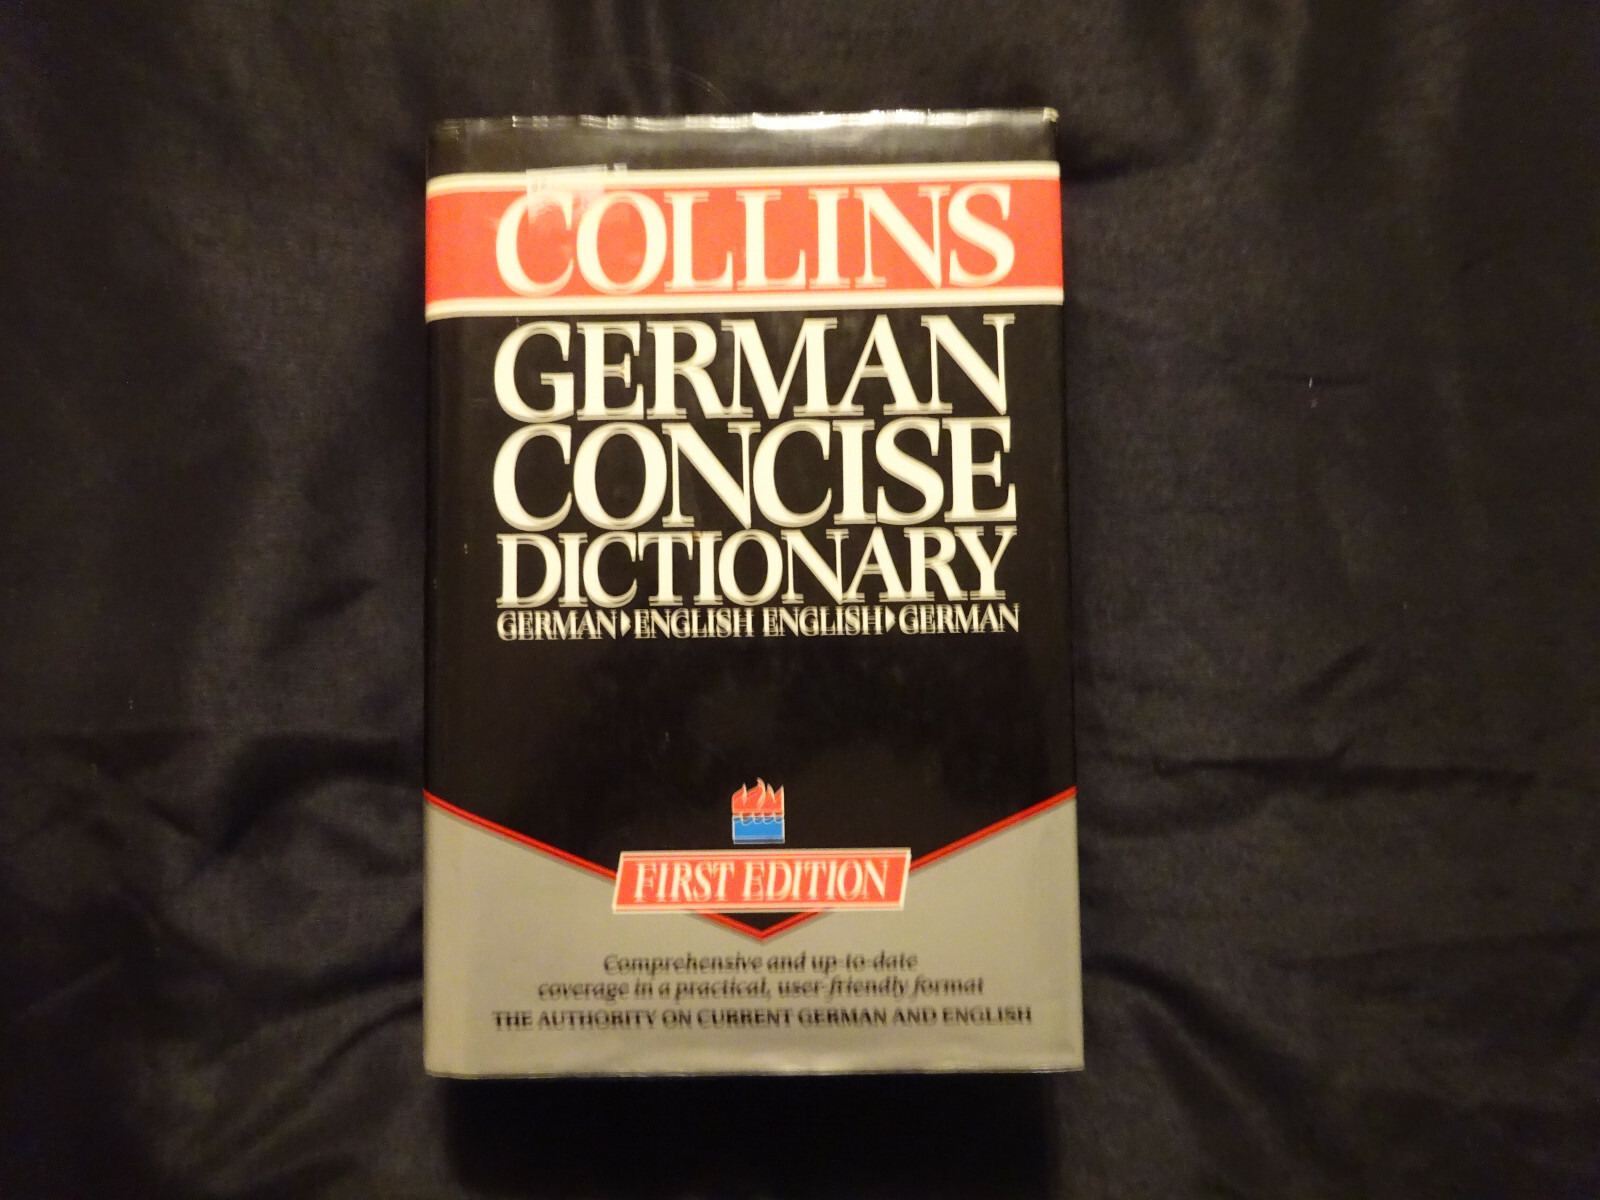 COLLINS
GERMAN
CONCISE
DICTIONARY
GERMAN▸ENGLISH ENGLISH▸GERMAN
FIRST EDITION
Comprehensive and up-to-date
coverage in a practical, user-friendly format
THE AUTHORITY ON CURRENT GERMAN AND ENGLISH